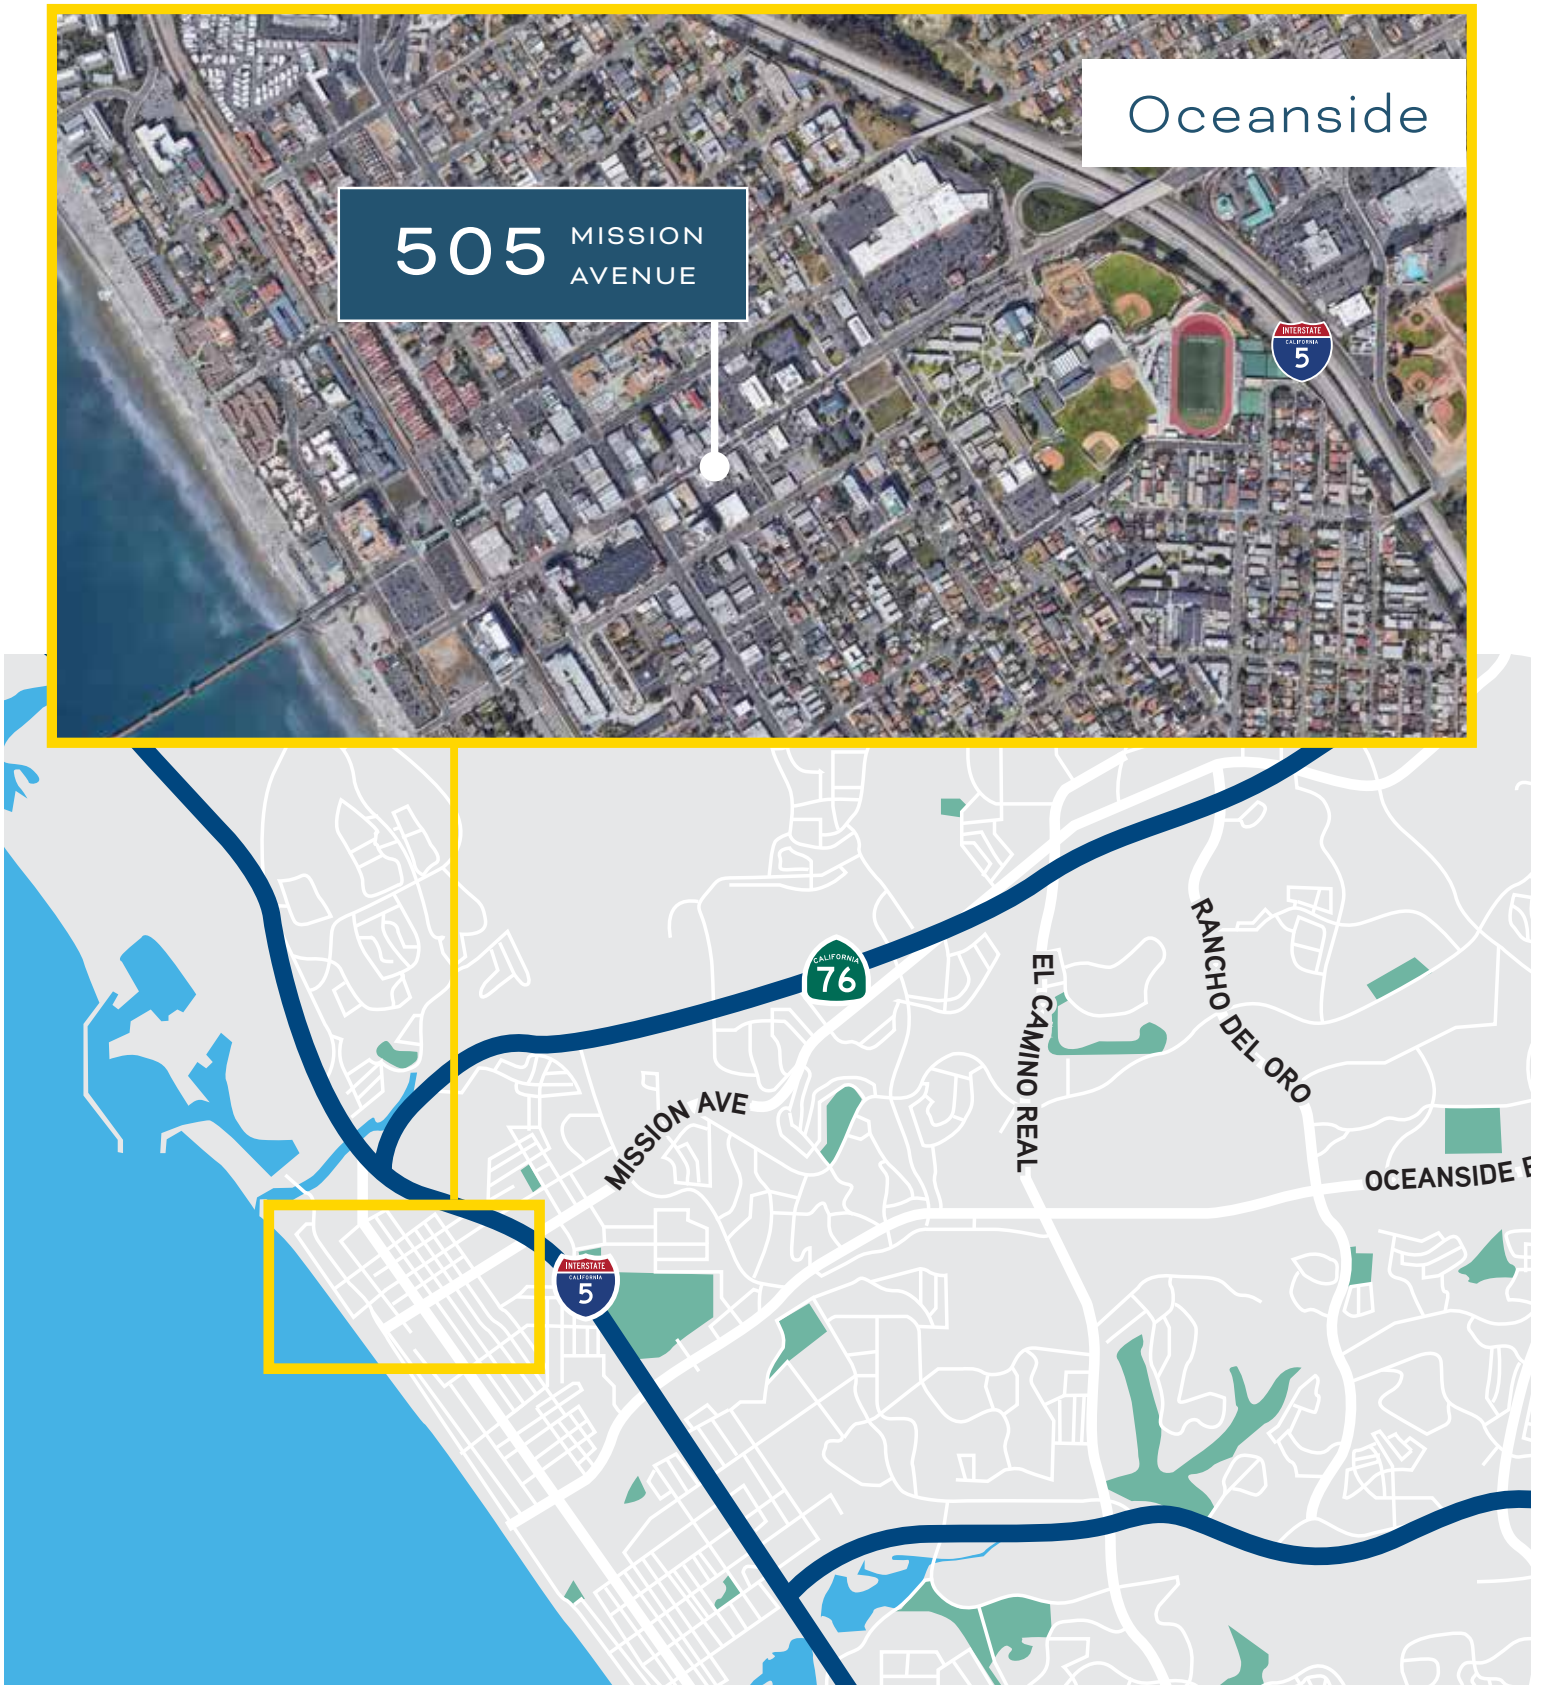 Oceanside
505 MISSION
AVENUE
INTERSTATE
CALIFORNIA
5
CALIFORNIA
76
EL CAMINO REAL
RANCHO DEL ORO
MISSION AVE
OCEANSIDE
INTERSTATE
CALIFORNIA
5